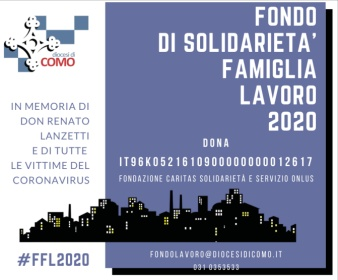 diocesi di
COMO
IN MEMORIA DI
DON RENATO
LANZETTI
E DI TUTTE
LE VITTIME DEL
CORONAVIRUS
#FFL2020
FONDO
DI SOLIDARIETA'
FAMIGLIA
LAVORO
2020
DONA
IT96K0521610900000000012617
FONDAZIONE CARITAS SOLIDARIETÀ E SERVIZIO ONLUS
FONDOLAVORO@DIOCESIDICOMO.IT
031 0353533